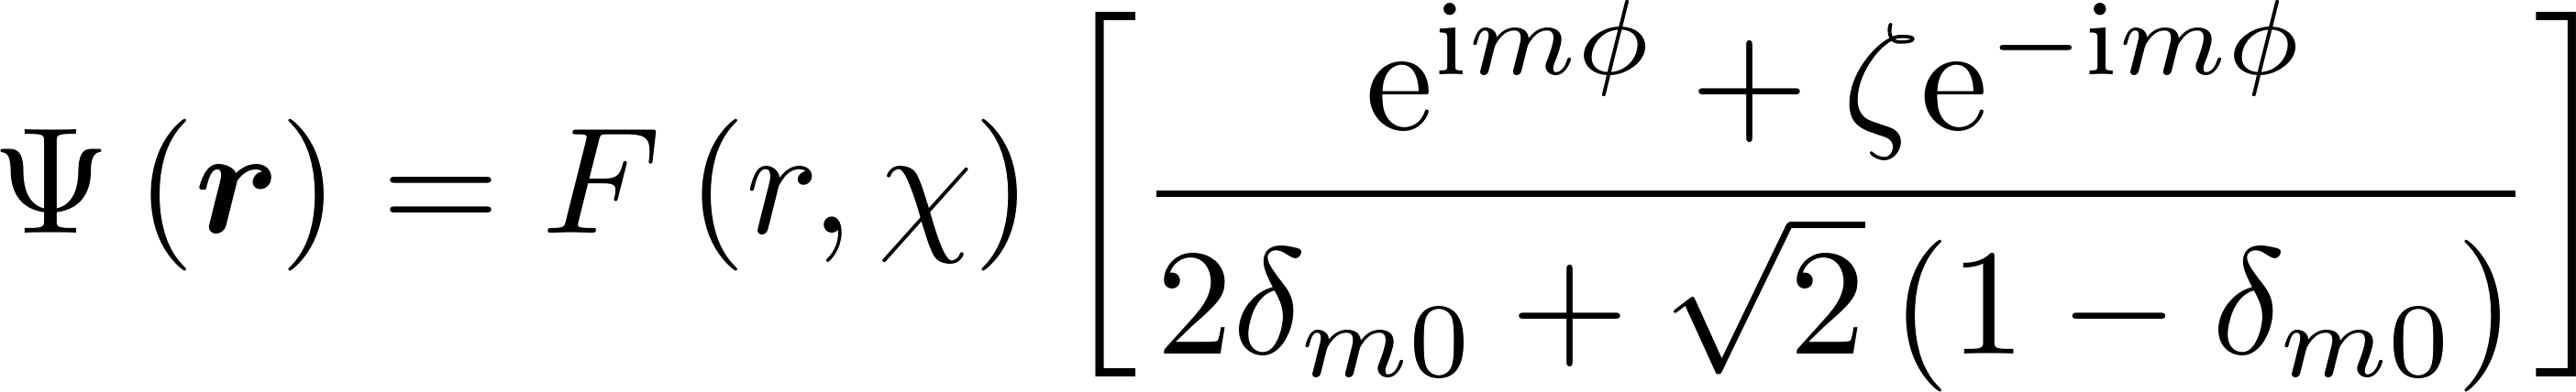 Ψ(𝒓) = F(r, χ) [ (e^{imϕ} + ζe^{−imϕ}) / (2δ_{m0} + √2 (1 − δ_{m0})) ]